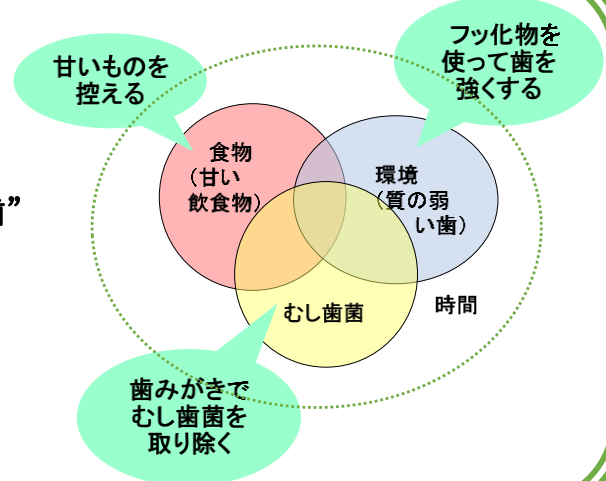 甘いものを
控える
フッ化物を
使って歯を
強くする
食物
（甘い
飲食物）
環境
（質の弱
い歯）
”
むし歯菌
時間
歯みがきで
むし歯菌を
取り除く